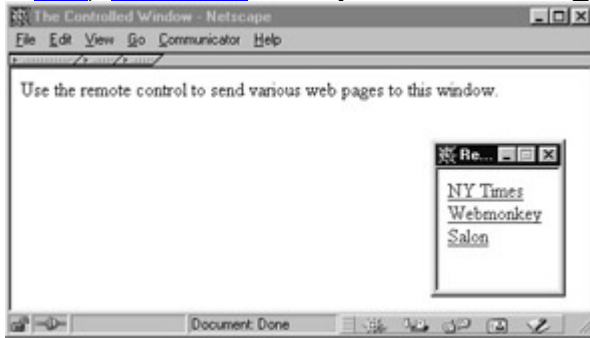 The Controlled Window - Netscape
File Edit View Go Communicator Help
Use the remote control to send various web pages to this window.
Re...
NY Times
Webmonkey
Salon
Document: Done